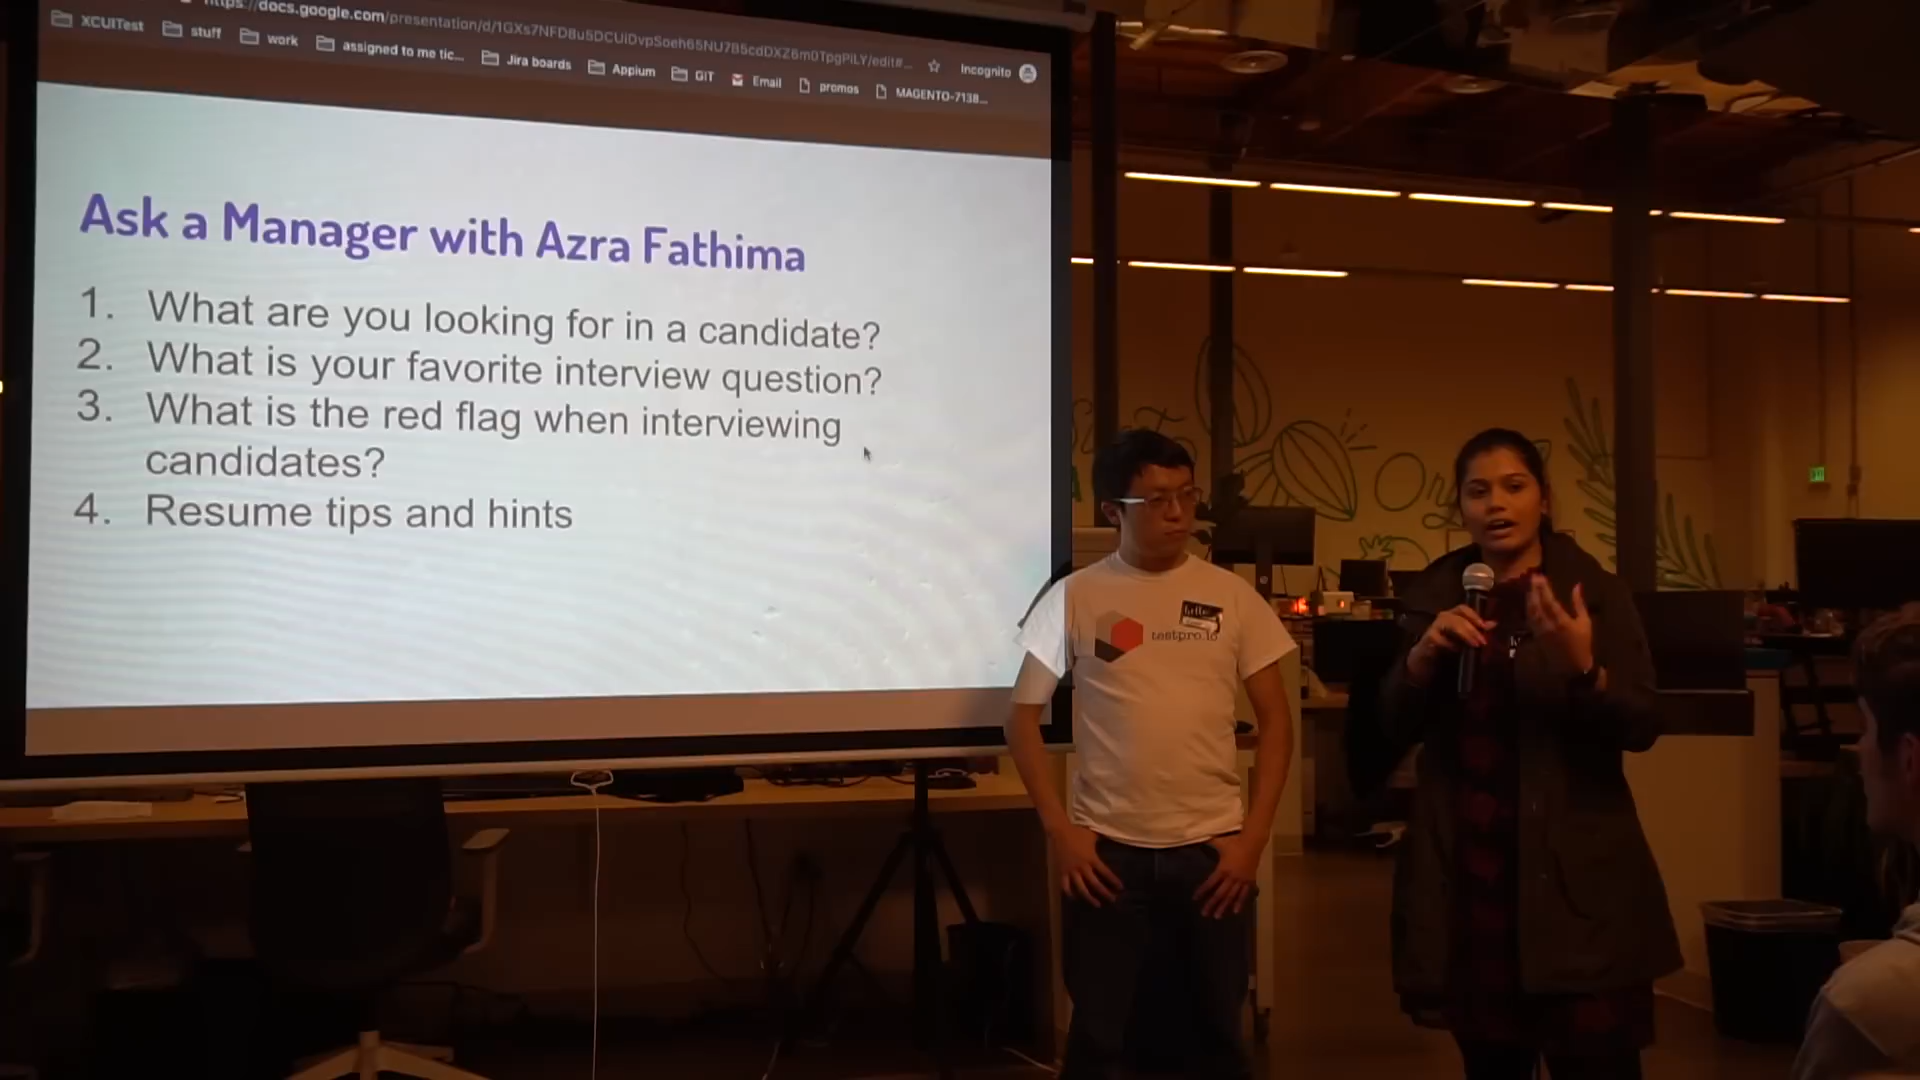 https://docs.google.com/presentation/d/1GXs7NFD8u5DCUiDvpSoeh65NU7B5cdDXZ6m0TpgPlLY/edit#...
Incognito
XCUITest
stuff
work
assigned to me tic...
Jira boards
Appium
GIT
Email
promos
MAGENTO-7138...
Ask a Manager with Azra Fathima
1. What are you looking for in a candidate?
2. What is your favorite interview question?
3. What is the red flag when interviewing
candidates?
4. Resume tips and hints
hello
testpro.io